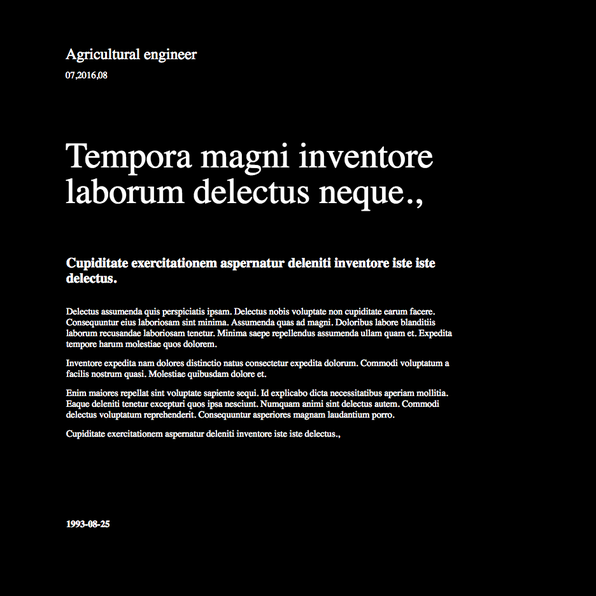 Agricultural engineer
07,2016,08
Tempora magni inventore
laborum delectus neque.,
Cupiditate exercitationem aspernatur deleniti inventore iste iste
delectus.
Delectus assumenda quis perspiciatis ipsam. Delectus nobis voluptate non cupiditate earum facere.
Consequuntur eius laboriosam sint minima. Assumenda quas ad magni. Doloribus labore blanditiis
laborum recusandae laboriosam tenetur. Minima saepe repellendus assumenda ullam quam et. Expedita
tempore harum molestiae quos dolorem.
Inventore expedita nam dolores distinctio natus consectetur expedita dolorum. Commodi voluptatum a
facilis nostrum quasi. Molestiae quibusdam dolore et.
Enim maiores repellat sint voluptate sapiente sequi. Id explicabo dicta necessitatibus aperiam mollitia.
Eaque deleniti tenetur excepturi quos ipsa nesciunt. Numquam animi sint delectus autem. Commodi
delectus voluptatum reprehenderit. Consequuntur asperiores magnam laudantium porro.
Cupiditate exercitationem aspernatur deleniti inventore iste iste delectus.,
1993-08-25